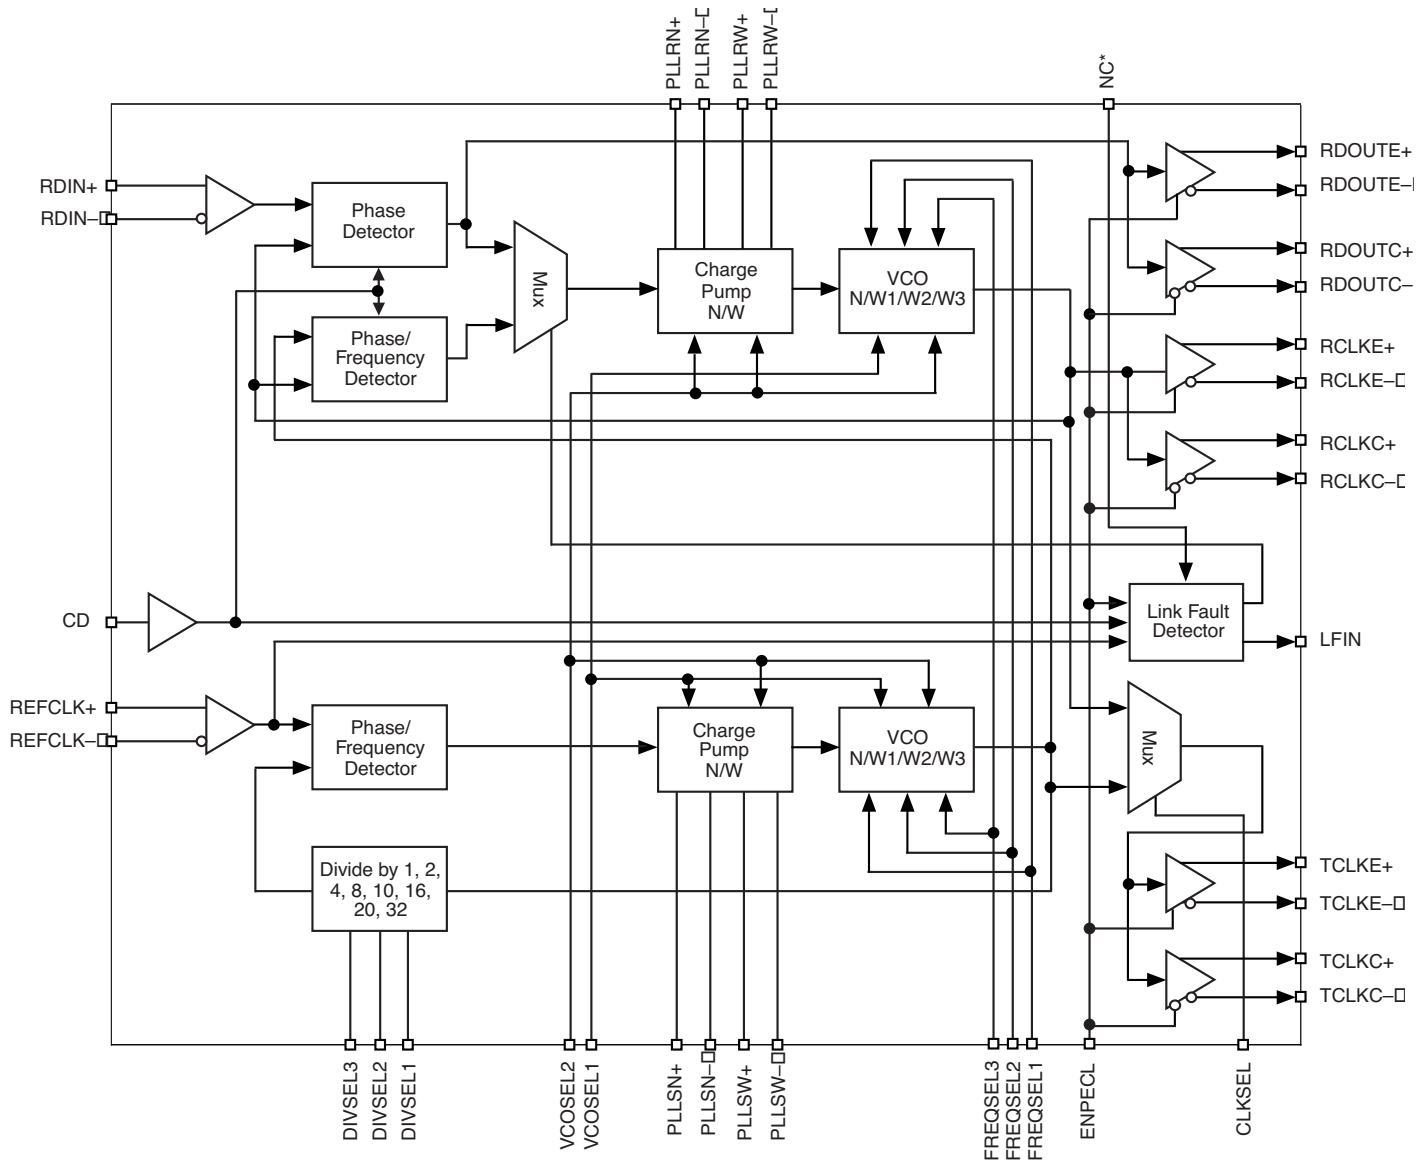 PLLRN+
PLLRN–□
PLLRW+
PLLRW–□
NC*
RDIN+
RDIN–□
Phase
Detector
Mux
Charge
Pump
N/W
VCO
N/W1/W2/W3
Phase/
Frequency
Detector
RDOUTE+
RDOUTE–□
RDOUTC+
RDOUTC–
RCLKE+
RCLKE–□
RCLKC+
RCLKC–□
CD
Link Fault
Detector
LFIN
REFCLK+
REFCLK–□
Phase/
Frequency
Detector
Charge
Pump
N/W
VCO
N/W1/W2/W3
Mux
Divide by 1, 2,
4, 8, 10, 16,
20, 32
TCLKE+
TCLKE–□
TCLKC+
TCLKC–□
DIVSEL3
DIVSEL2
DIVSEL1
VCOSEL2
VCOSEL1
PLLSN+
PLLSN–□
PLLSW+
PLLSW–□
FREQSEL3
FREQSEL2
FREQSEL1
ENPECL
CLKSEL